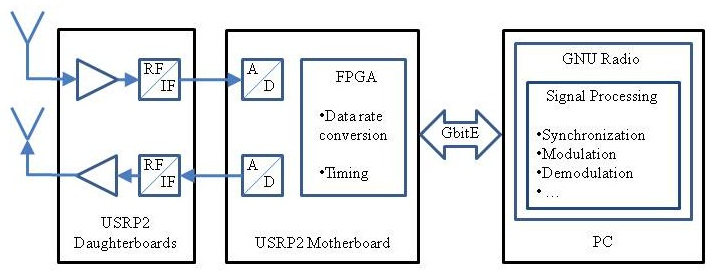 RF
IF
RF
IF
USRP2
Daughterboards
A
D
A
D
FPGA
•Data rate
conversion
•Timing
USRP2 Motherboard
GbitE
GNU Radio
Signal Processing
•Synchronization
•Modulation
•Demodulation
• ...
PC